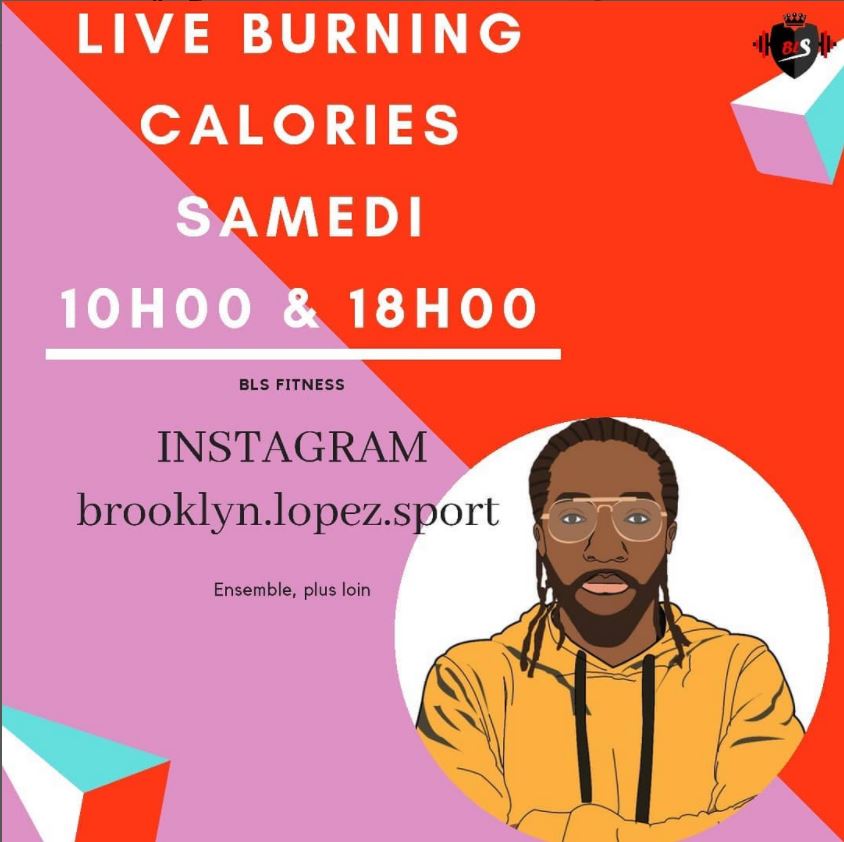 LIVE BURNING
CALORIES
SAMEDI
10H00 & 18H00
BLS FITNESS
INSTAGRAM
brooklyn.lopez.sport
Ensemble, plus loin
BLS